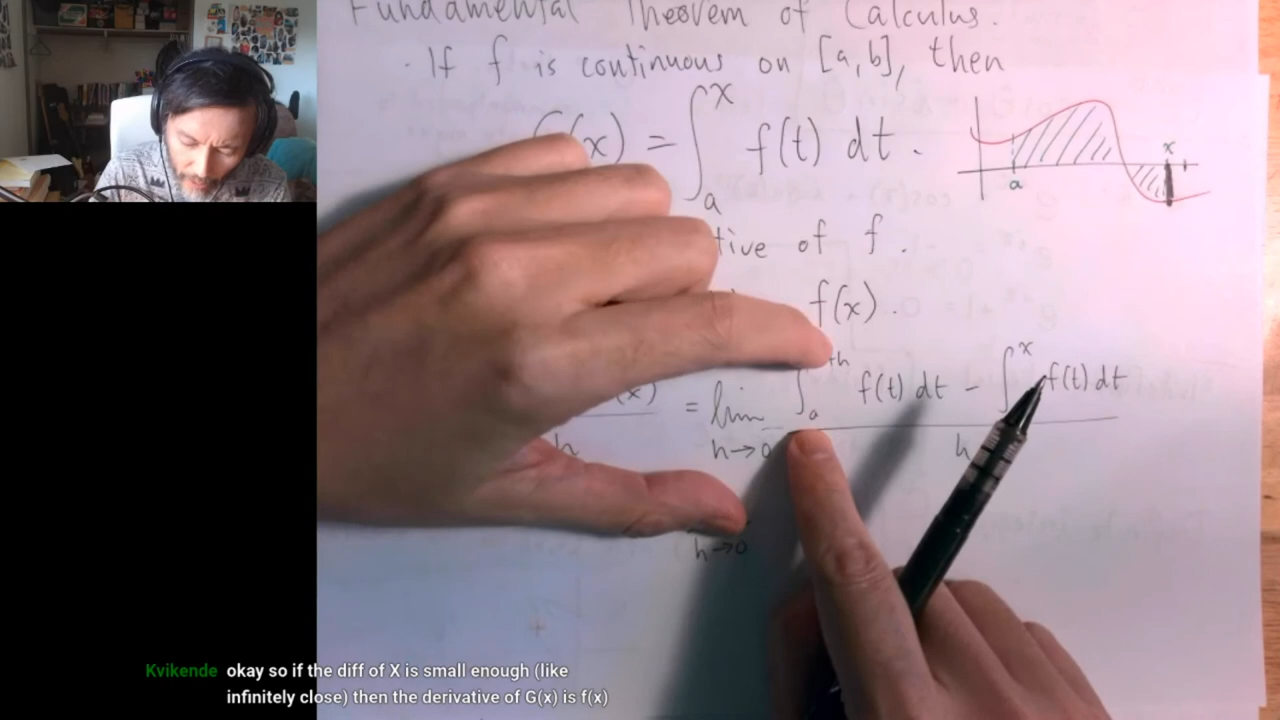 Fundamental Theorem of Calculus.
· If f is continuous on [a,b], then
(x) = ∫ₐˣ f(t) dt.
x
a
tive of f.
f(x).
(x)
h
= lim h→0
∫ₐ⁺ʰ f(t) dt − ∫ˣ f(t) dt
h
h→0
Kvikende okay so if the diff of X is small enough (like
infinitely close) then the derivative of G(x) is f(x)